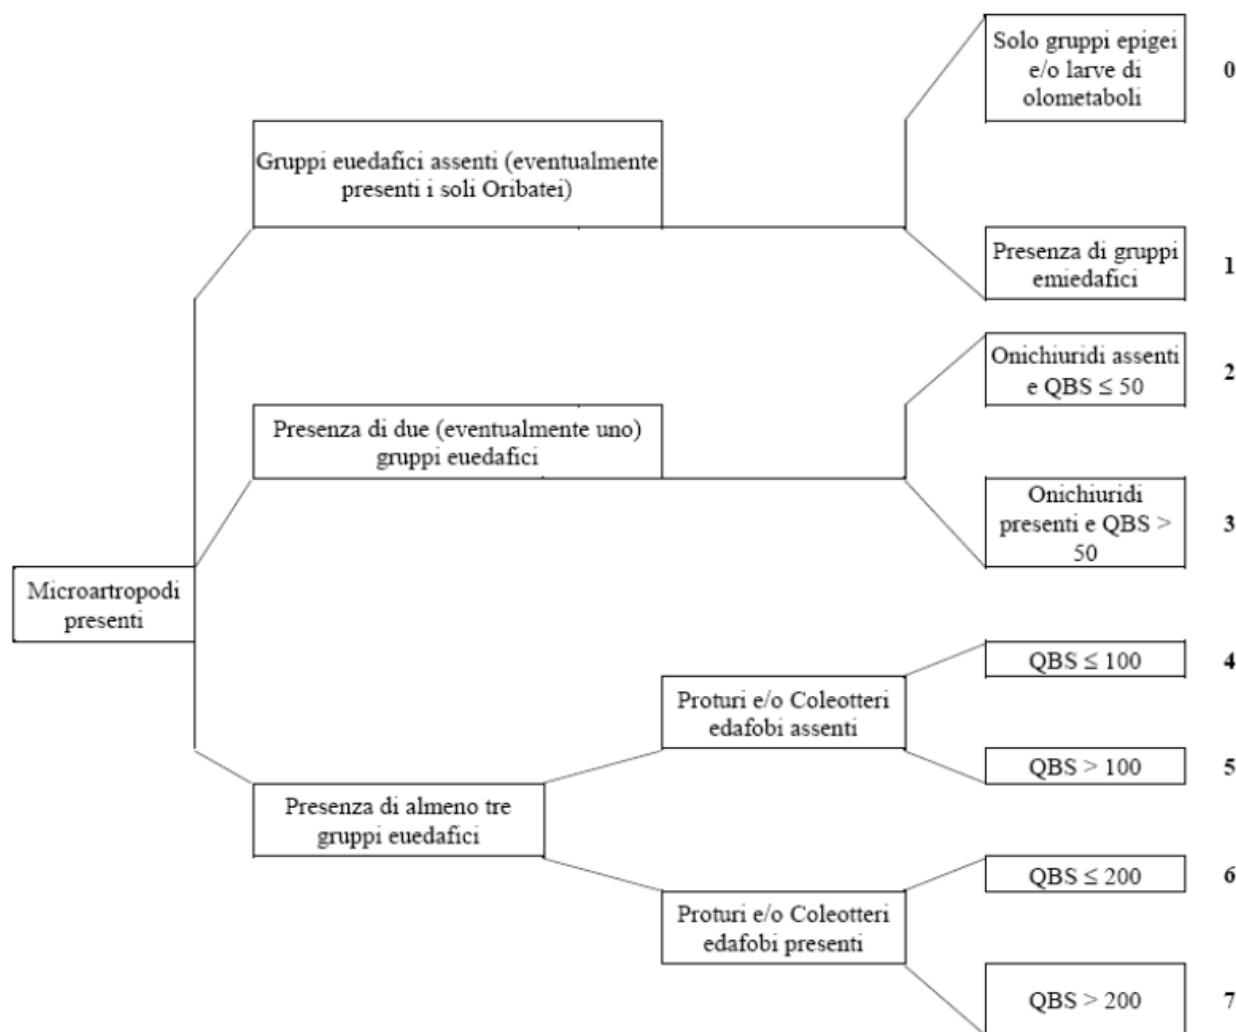 Solo gruppi epigei
e/o larve di
olometaboli
0
Gruppi euedafici assenti (eventualmente
presenti i soli Oribatei)
Presenza di gruppi
emiedafici
1
Onichiuridi assenti
e QBS ≤ 50
2
Presenza di due (eventualmente uno)
gruppi euedafici
Onichiuridi
presenti e QBS >
50
3
Microartropodi
presenti
QBS ≤ 100
4
Proturi e/o Coleotteri
edafobi assenti
QBS > 100
5
Presenza di almeno tre
gruppi euedafici
QBS ≤ 200
6
Proturi e/o Coleotteri
edafobi presenti
QBS > 200
7